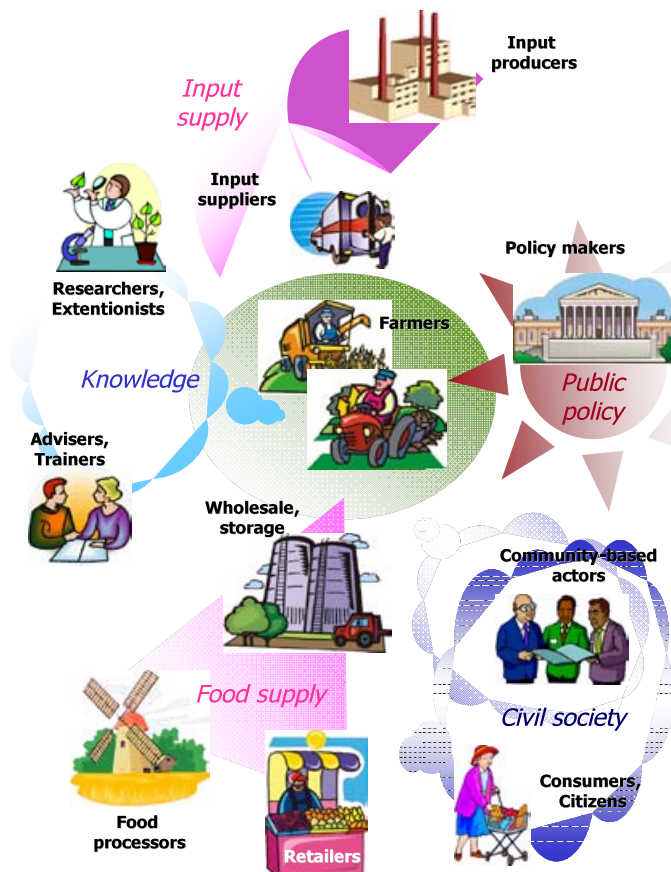 Input
producers
Input
supply
Input
suppliers
Policy makers
Researchers,
Extentionists
Farmers
Knowledge
Public
policy
Advisers,
Trainers
Wholesale,
storage
Community-based
actors
Food supply
Civil society
Consumers,
Citizens
Food
processors
Retailers